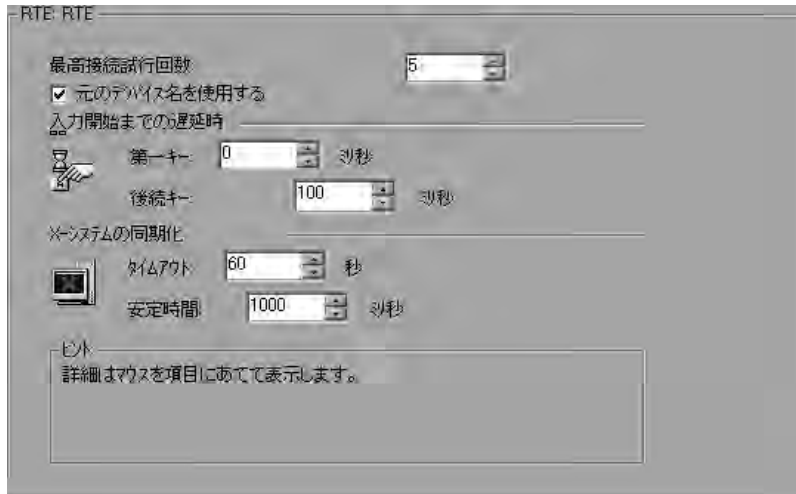 RTE: RTE
最高接続試行回数 5
元のデバイス名を使用する
入力開始までの遅延時
第一キー: 0 ミリ秒
後続キー: 100 ミリ秒
X-システムの同期化
タイムアウト: 60 秒
安定時間: 1000 ミリ秒
ヒント
詳細はマウスを項目にあてて表示します。